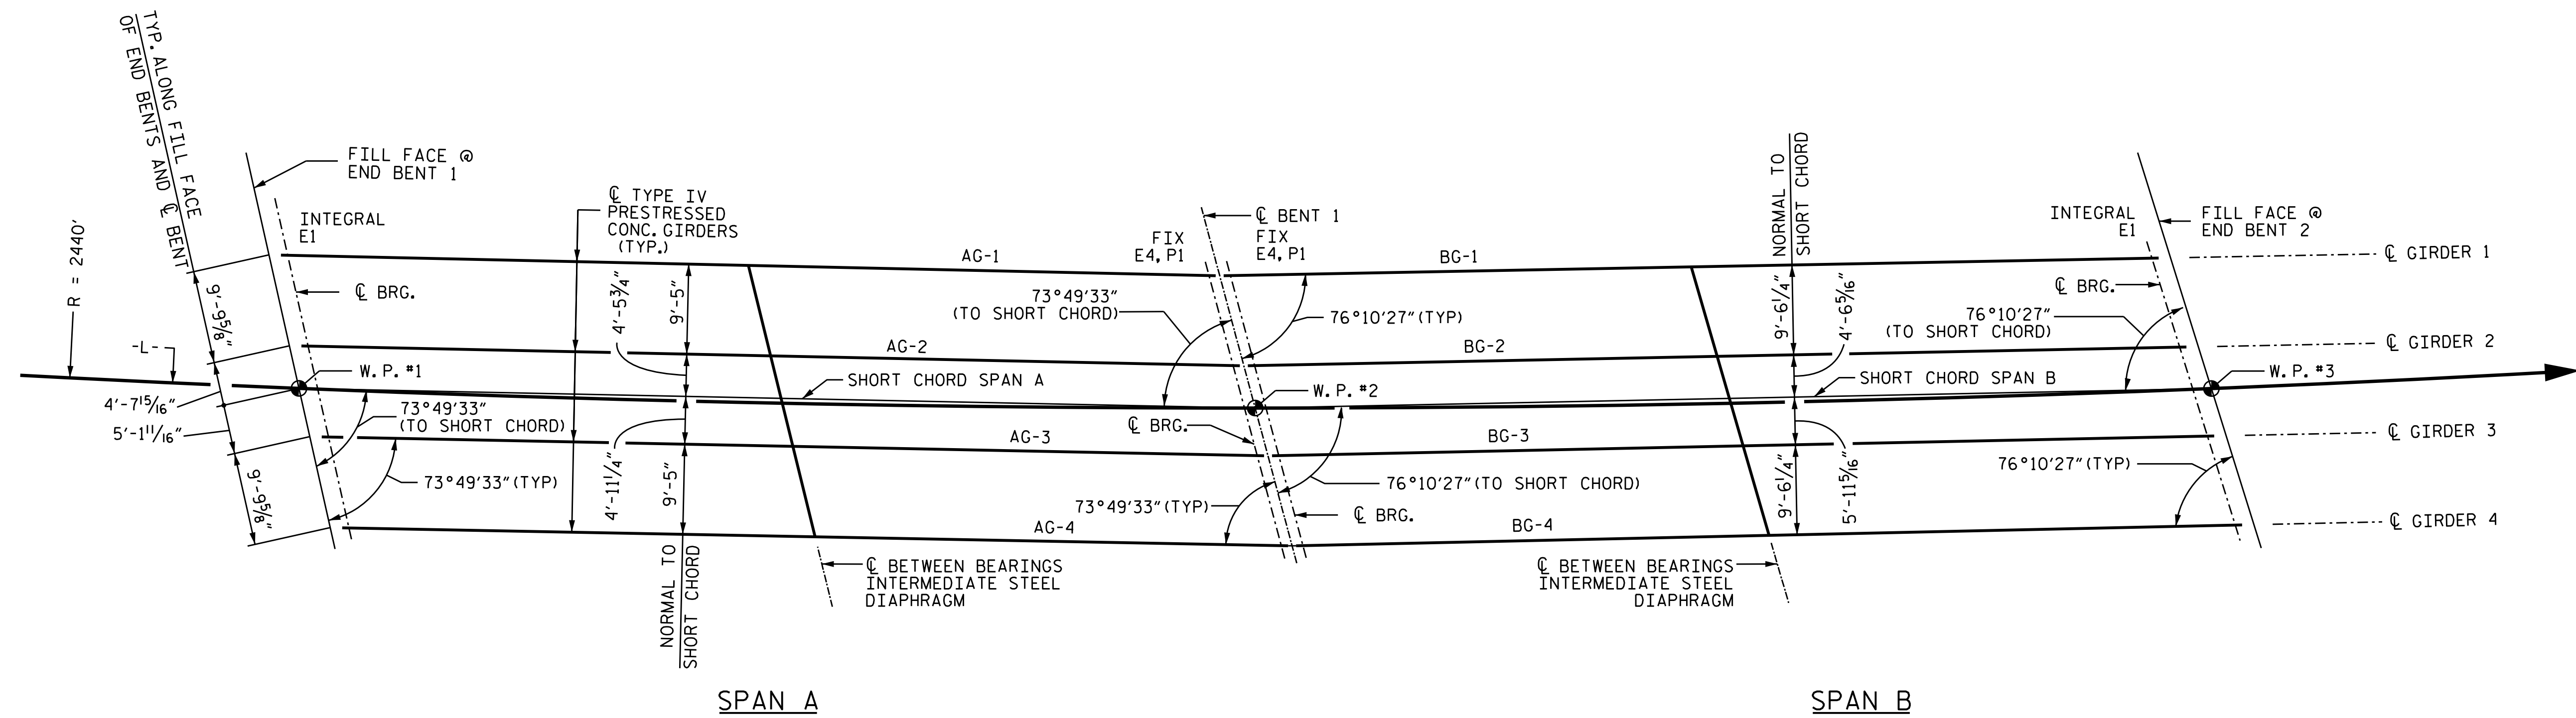 TYP. ALONG FILL FACE
OF END BENTS AND ℄ BENT
FILL FACE @
END BENT 1
INTEGRAL
E1
℄ BRG.
R = 2440'
-L-
9'-9⅝"
4'-7 15/16"
5'-1 11/16"
9'-9⅝"
W.P. #1
73°49'33"
(TO SHORT CHORD)
73°49'33"(TYP)
℄ TYPE IV
PRESTRESSED
CONC. GIRDERS
(TYP.)
4'-5¾"
9'-5"
4'-11¼"
9'-5"
NORMAL TO
SHORT CHORD
AG-1
AG-2
SHORT CHORD SPAN A
AG-3
AG-4
℄ BETWEEN BEARINGS
INTERMEDIATE STEEL
DIAPHRAGM
73°49'33"
(TO SHORT CHORD)
FIX
E4, P1
℄ BENT 1
FIX
E4, P1
76°10'27"(TYP)
W.P. #2
℄ BRG.
76°10'27"(TO SHORT CHORD)
73°49'33"(TYP)
℄ BRG.
BG-1
BG-2
BG-3
BG-4
NORMAL TO
SHORT CHORD
9'-6¼"
4'-6 5/16"
SHORT CHORD SPAN B
9'-6¼"
5'-11 5/16"
℄ BETWEEN BEARINGS
INTERMEDIATE STEEL
DIAPHRAGM
INTEGRAL
E1
℄ BRG.
76°10'27"
(TO SHORT CHORD)
76°10'27"(TYP)
FILL FACE @
END BENT 2
W.P. #3
℄ GIRDER 1
℄ GIRDER 2
℄ GIRDER 3
℄ GIRDER 4
SPAN A
SPAN B